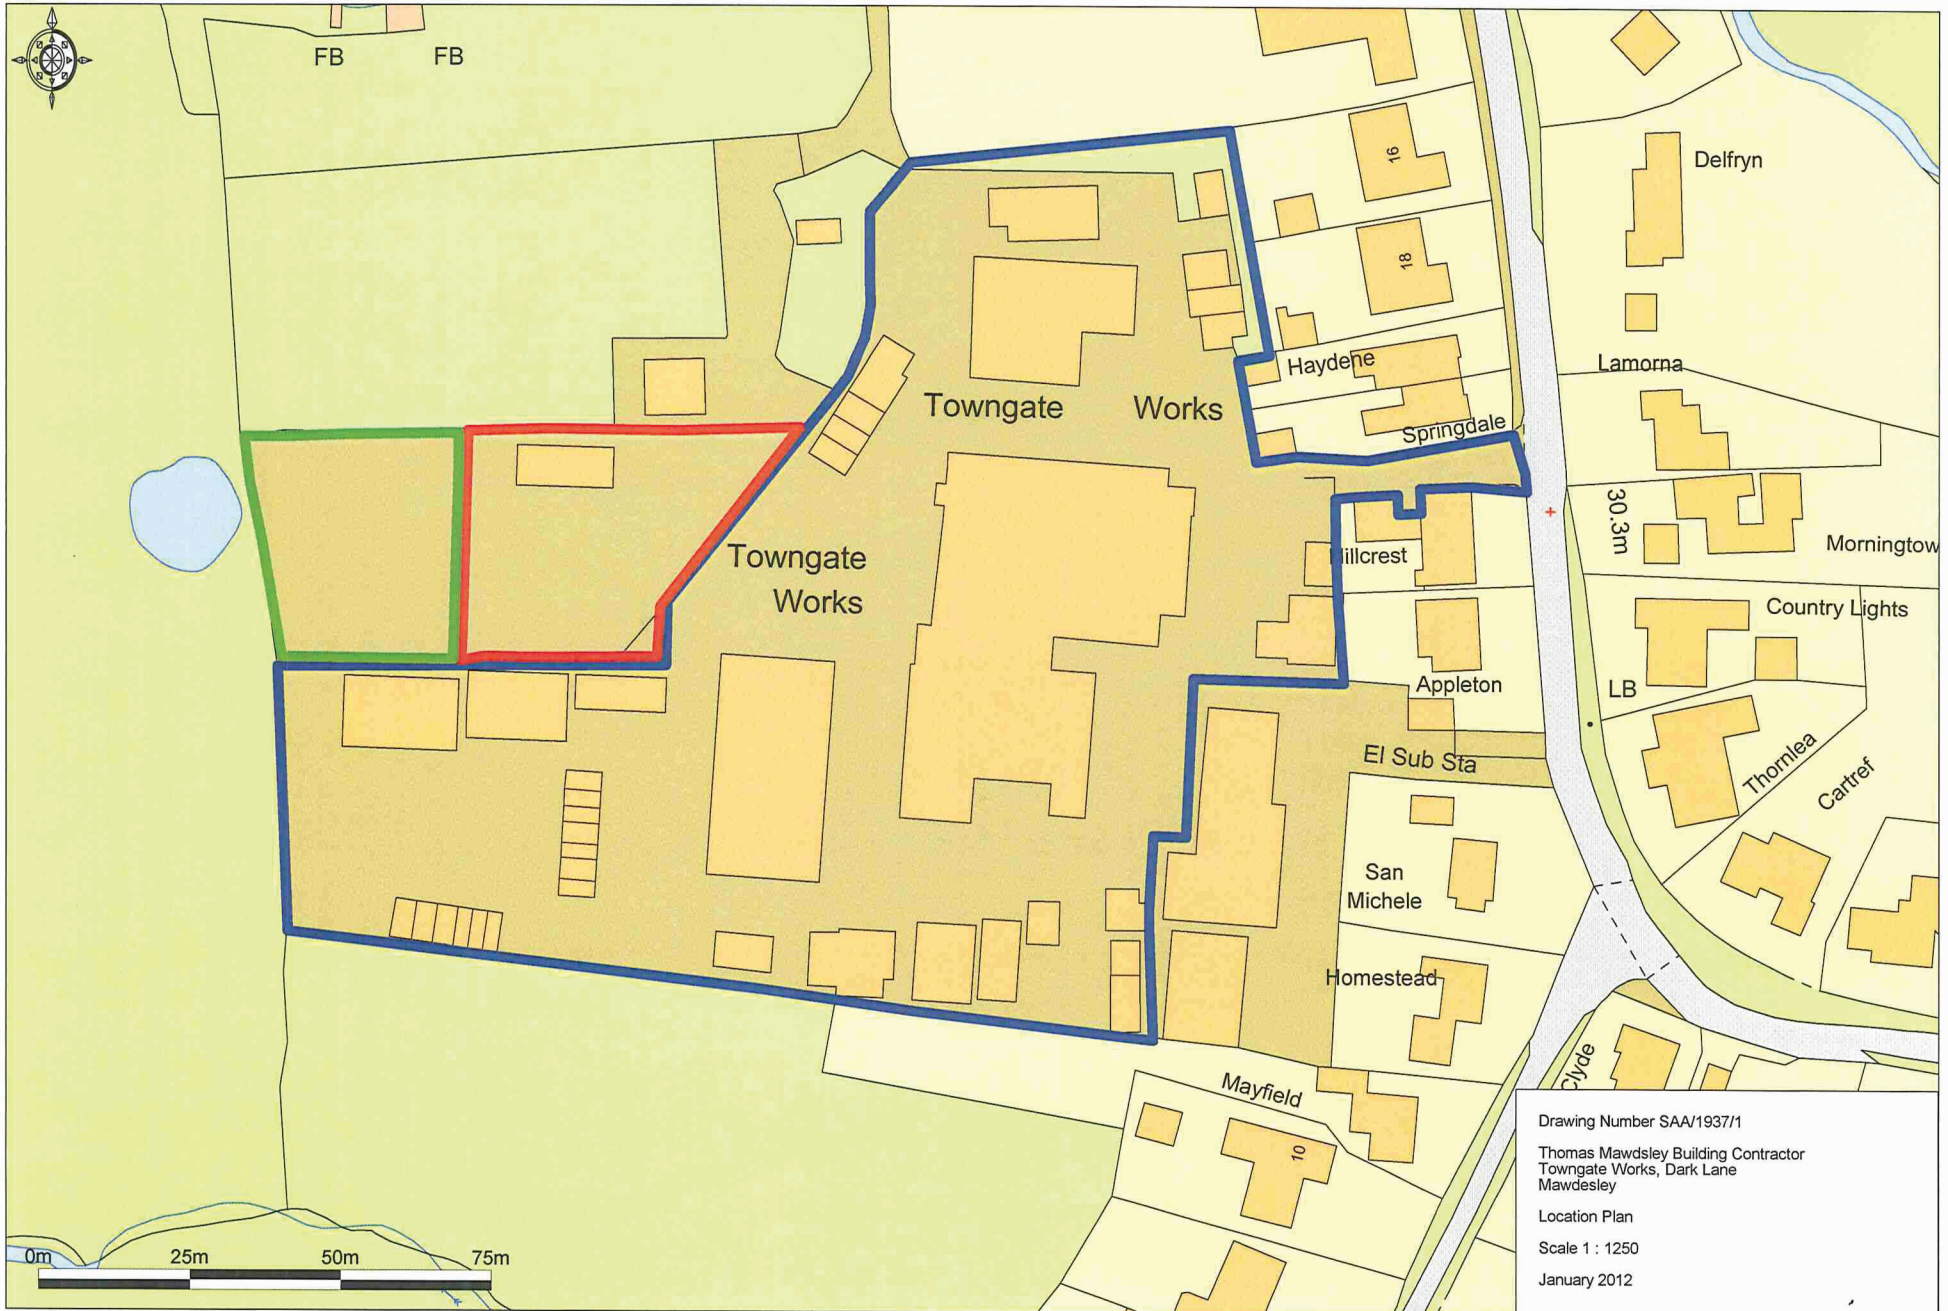 FB
FB
16
Delfryn
18
Haydene
Lamorna
Towngate Works
Springdale
30.3m
Morningtow
Towngate
Works
Hillcrest
Country Lights
Appleton
LB
El Sub Sta
Thornlea
Cartref
San
Michele
Homestead
Clyde
Mayfield
10
Drawing Number SAA/1937/1
Thomas Mawdsley Building Contractor
Towngate Works, Dark Lane
Mawdesley
Location Plan
Scale 1 : 1250
January 2012
0m 25m 50m 75m